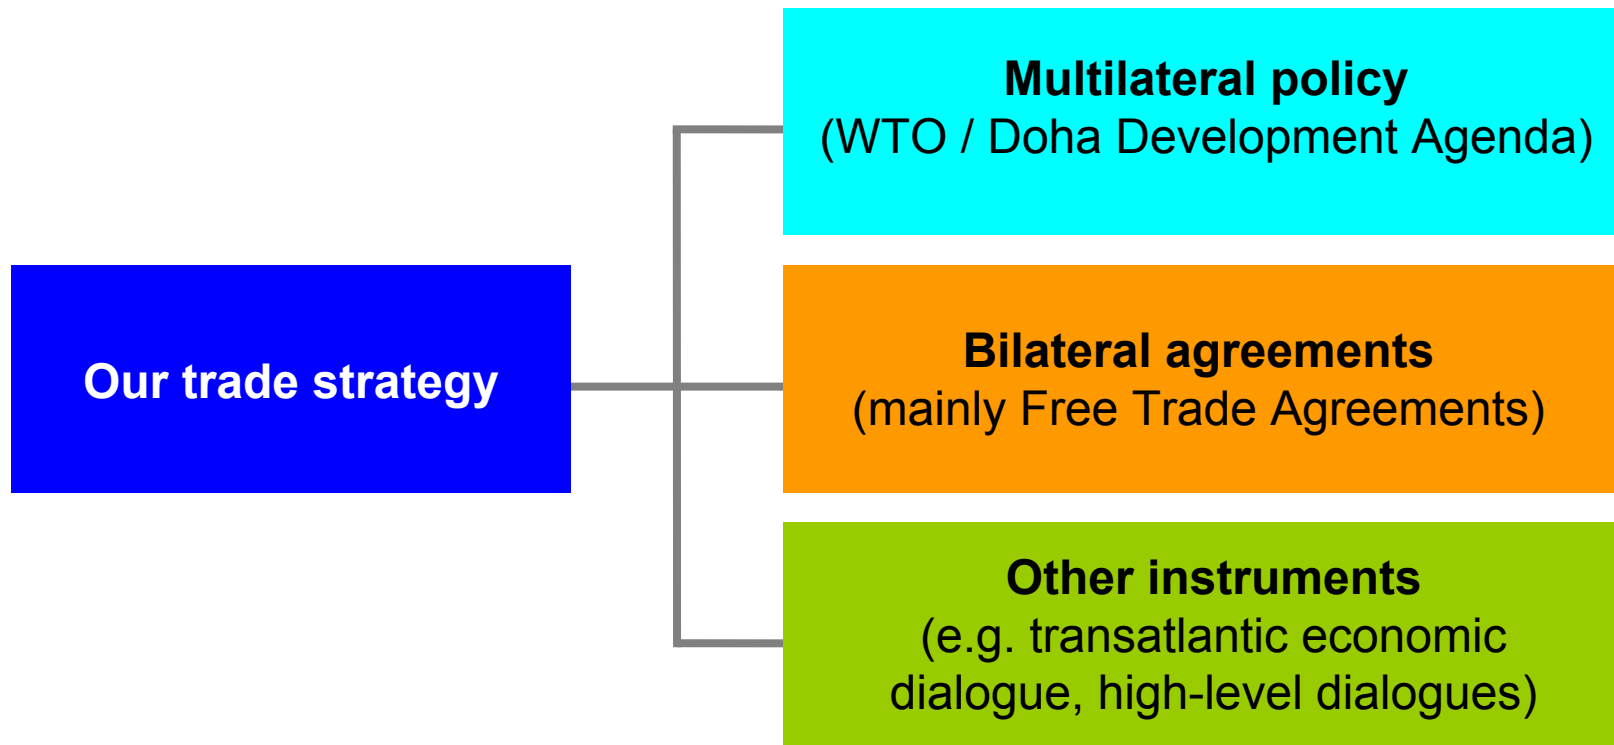 Our trade strategy
Multilateral policy
(WTO / Doha Development Agenda)
Bilateral agreements
(mainly Free Trade Agreements)
Other instruments
(e.g. transatlantic economic
dialogue, high-level dialogues)